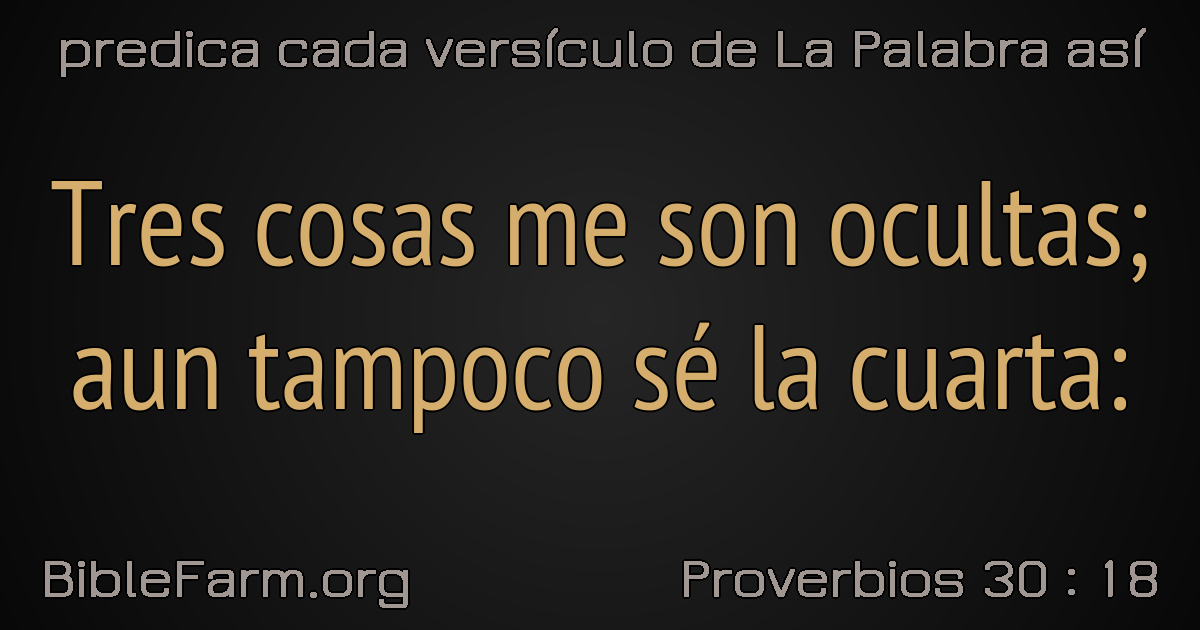 predica cada versículo de La Palabra así
Tres cosas me son ocultas;
aun tampoco sé la cuarta:
BibleFarm.org
Proverbios 30 : 18